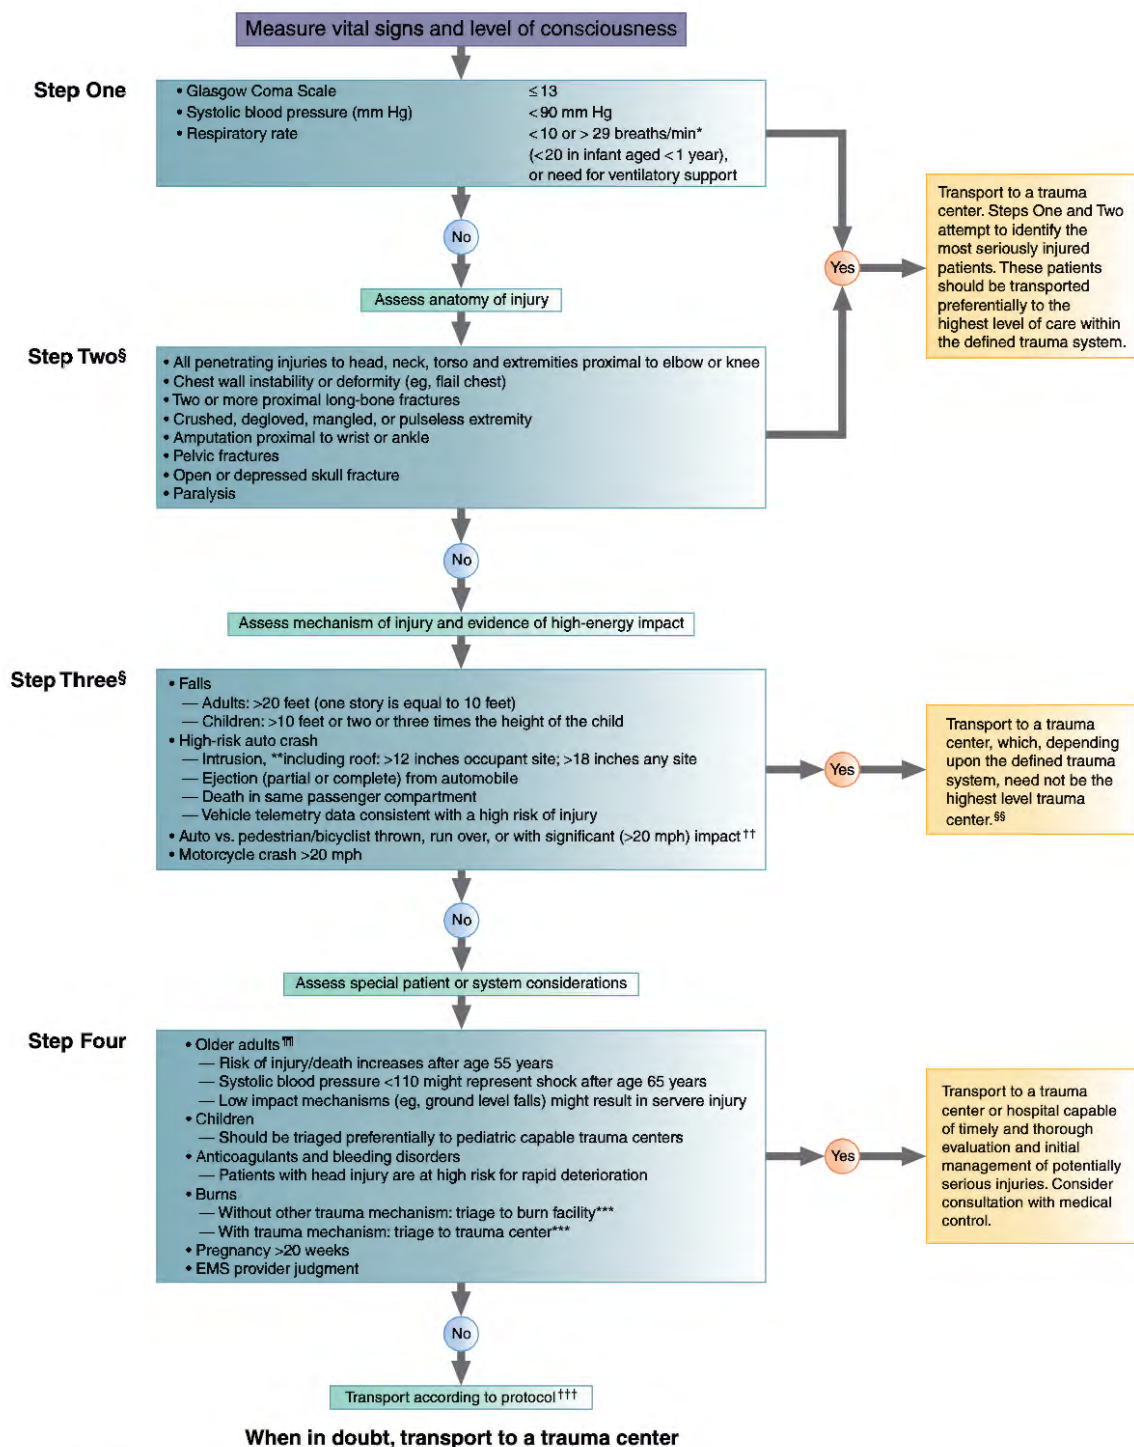 Measure vital signs and level of consciousness
Step One
• Glasgow Coma Scale ≤13
• Systolic blood pressure (mm Hg) <90 mm Hg
• Respiratory rate <10 or > 29 breaths/min*
(<20 in infant aged <1 year),
or need for ventilatory support
No
Yes
Transport to a trauma
center. Steps One and Two
attempt to identify the
most seriously injured
patients. These patients
should be transported
preferentially to the
highest level of care within
the defined trauma system.
Assess anatomy of injury
Step Two§
• All penetrating injuries to head, neck, torso and extremities proximal to elbow or knee
• Chest wall instability or deformity (eg, flail chest)
• Two or more proximal long-bone fractures
• Crushed, degloved, mangled, or pulseless extremity
• Amputation proximal to wrist or ankle
• Pelvic fractures
• Open or depressed skull fracture
• Paralysis
No
Assess mechanism of injury and evidence of high-energy impact
Step Three§
• Falls
— Adults: >20 feet (one story is equal to 10 feet)
— Children: >10 feet or two or three times the height of the child
• High-risk auto crash
— Intrusion, **including roof: >12 inches occupant site; >18 inches any site
— Ejection (partial or complete) from automobile
— Death in same passenger compartment
— Vehicle telemetry data consistent with a high risk of injury
• Auto vs. pedestrian/bicyclist thrown, run over, or with significant (>20 mph) impact††
• Motorcycle crash >20 mph
Yes
Transport to a trauma
center, which, depending
upon the defined trauma
system, need not be the
highest level trauma
center.§§
No
Assess special patient or system considerations
Step Four
• Older adults¶¶
— Risk of injury/death increases after age 55 years
— Systolic blood pressure <110 might represent shock after age 65 years
— Low impact mechanisms (eg, ground level falls) might result in servere injury
• Children
— Should be triaged preferentially to pediatric capable trauma centers
• Anticoagulants and bleeding disorders
— Patients with head injury are at high risk for rapid deterioration
• Burns
— Without other trauma mechanism: triage to burn facility***
— With trauma mechanism: triage to trauma center***
• Pregnancy >20 weeks
• EMS provider judgment
Yes
Transport to a trauma
center or hospital capable
of timely and thorough
evaluation and initial
management of potentially
serious injuries. Consider
consultation with medical
control.
No
Transport according to protocol†††
When in doubt, transport to a trauma center